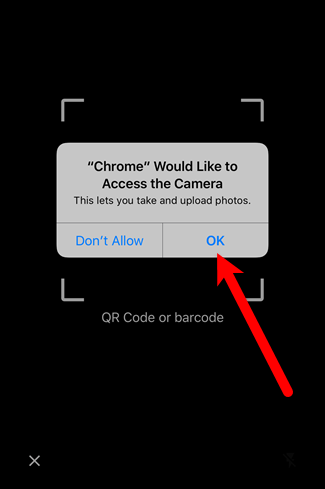 “Chrome” Would Like to
Access the Camera
This lets you take and upload photos.
Don’t Allow
OK
QR Code or barcode